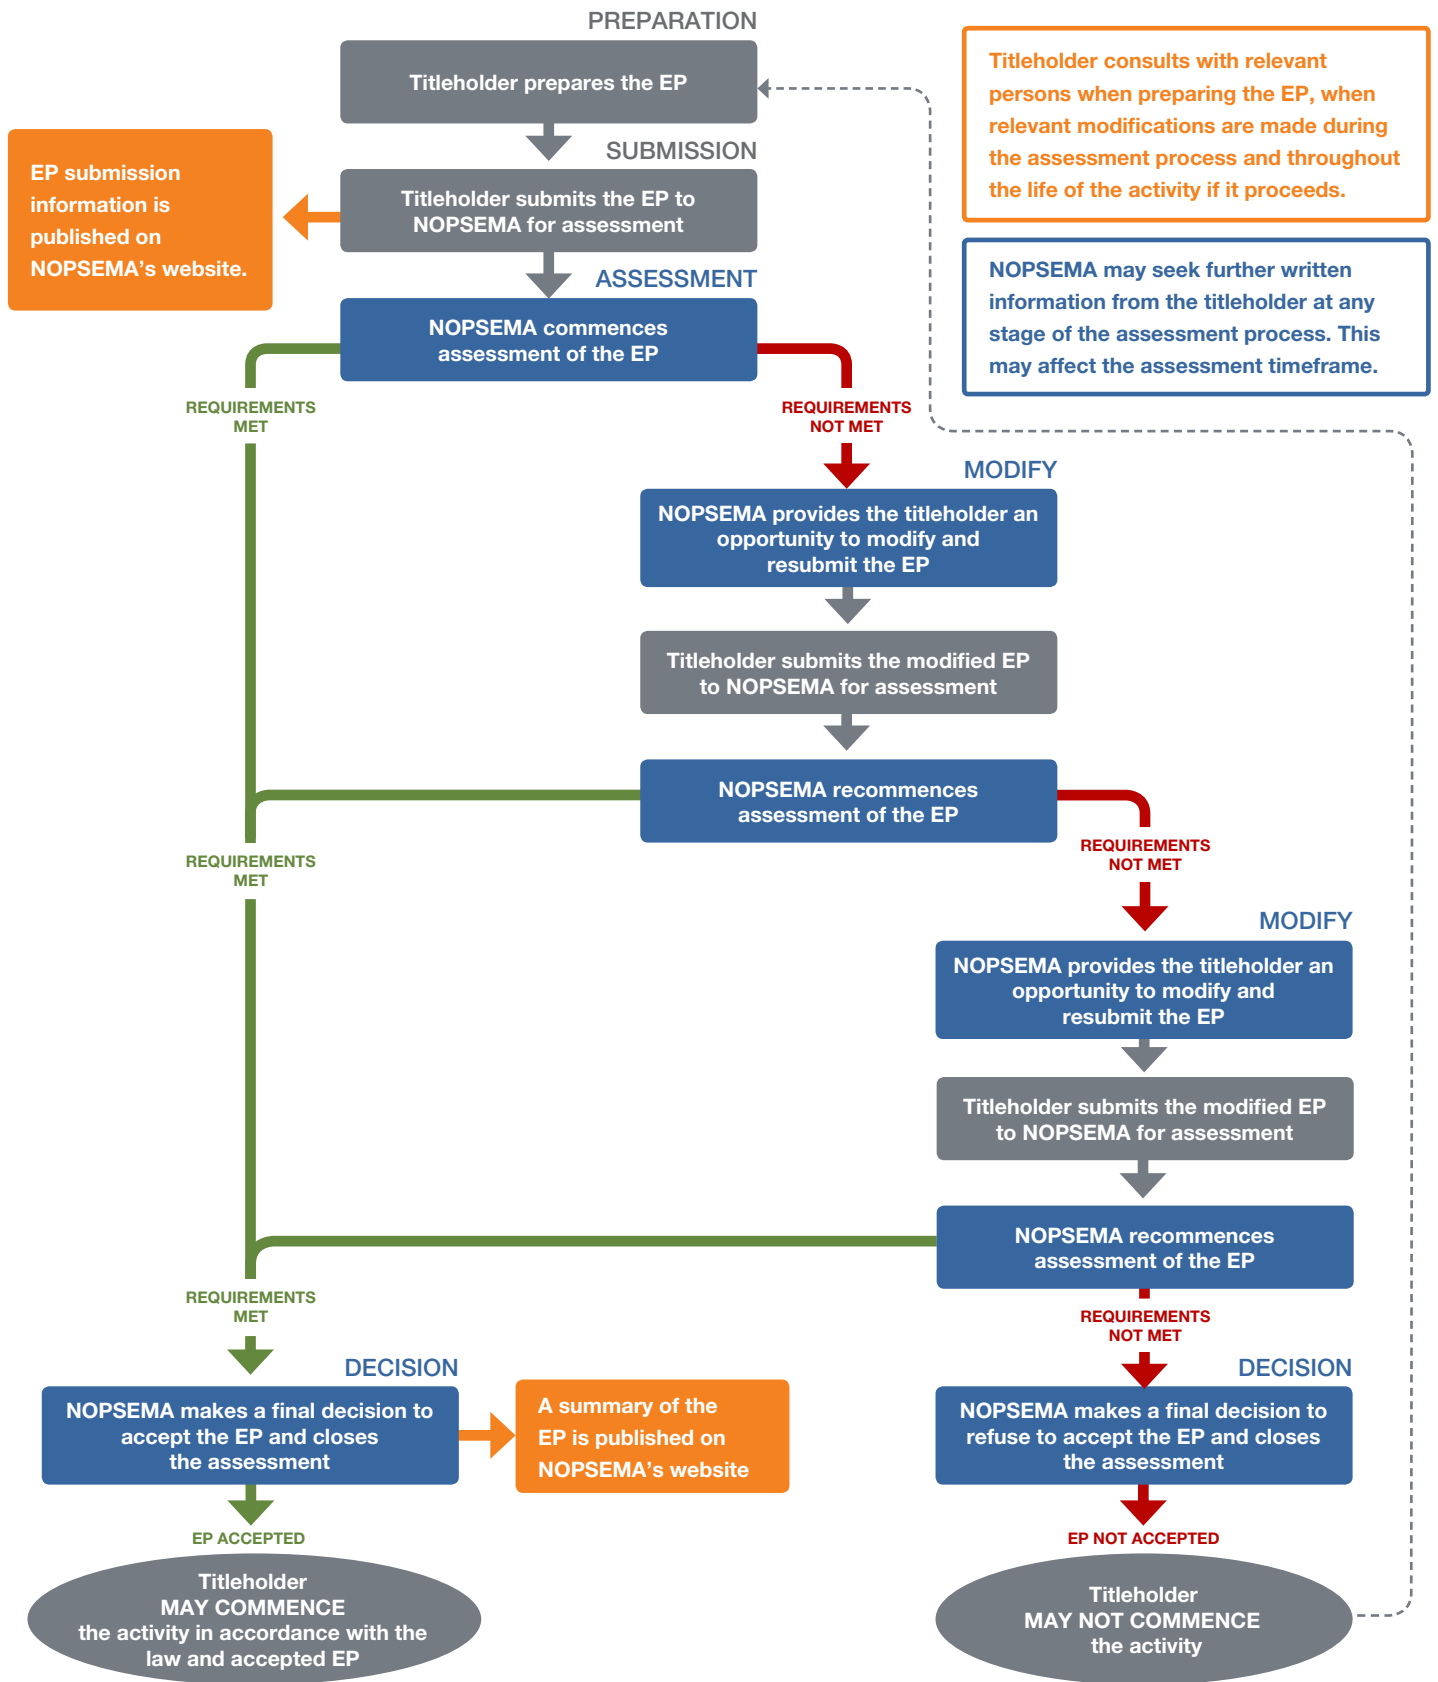 PREPARATION
Titleholder prepares the EP
Titleholder consults with relevant
persons when preparing the EP, when
relevant modifications are made during
the assessment process and throughout
the life of the activity if it proceeds.
SUBMISSION
EP submission
information is
published on
NOPSEMA’s website.
Titleholder submits the EP to
NOPSEMA for assessment
NOPSEMA may seek further written
information from the titleholder at any
stage of the assessment process. This
may affect the assessment timeframe.
ASSESSMENT
NOPSEMA commences
assessment of the EP
REQUIREMENTS
MET
REQUIREMENTS
NOT MET
MODIFY
NOPSEMA provides the titleholder an
opportunity to modify and
resubmit the EP
Titleholder submits the modified EP
to NOPSEMA for assessment
NOPSEMA recommences
assessment of the EP
REQUIREMENTS
MET
REQUIREMENTS
NOT MET
MODIFY
NOPSEMA provides the titleholder an
opportunity to modify and
resubmit the EP
Titleholder submits the modified EP
to NOPSEMA for assessment
NOPSEMA recommences
assessment of the EP
REQUIREMENTS
MET
REQUIREMENTS
NOT MET
DECISION
NOPSEMA makes a final decision to
accept the EP and closes
the assessment
A summary of the
EP is published on
NOPSEMA’s website
DECISION
NOPSEMA makes a final decision to
refuse to accept the EP and closes
the assessment
EP ACCEPTED
Titleholder
MAY COMMENCE
the activity in accordance with the
law and accepted EP
EP NOT ACCEPTED
Titleholder
MAY NOT COMMENCE
the activity